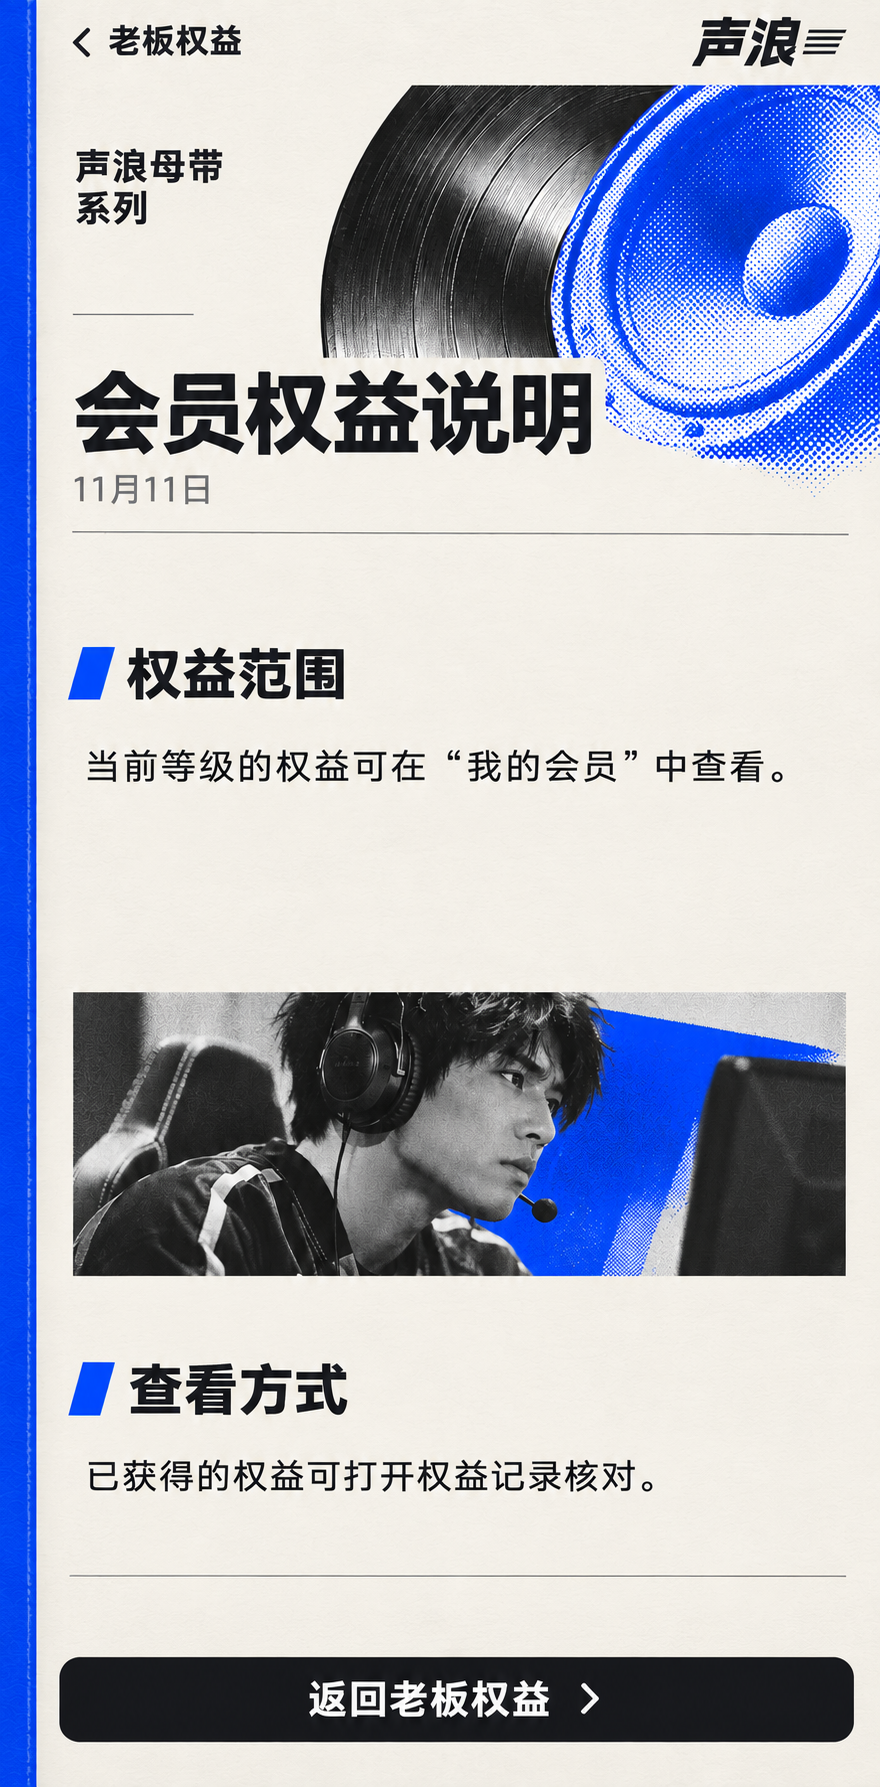 老板权益
声浪
声浪母带
系列
会员权益说明
11月11日
权益范围
当前等级的权益可在“我的会员”中查看。
查看方式
已获得的权益可打开权益记录核对。
返回老板权益